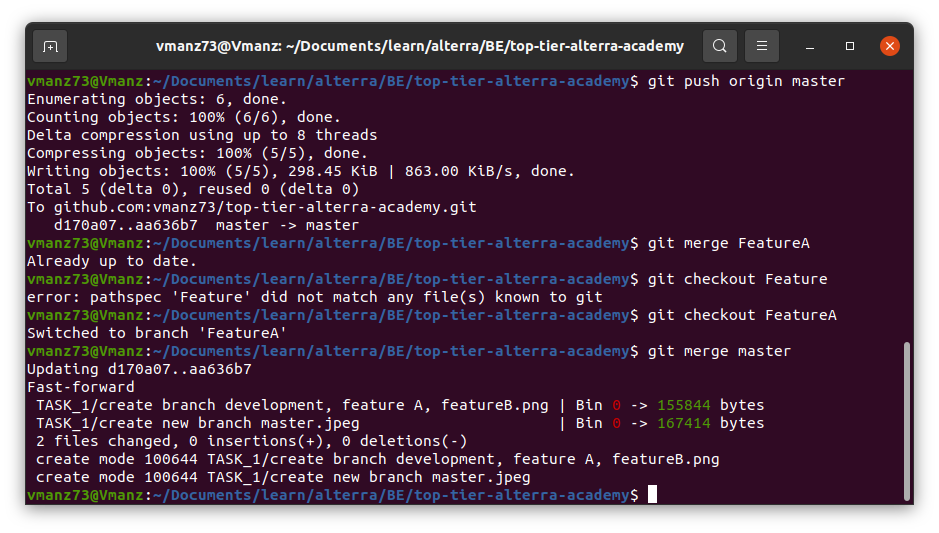 vmanz73@Vmanz: ~/Documents/learn/alterra/BE/top-tier-alterra-academy
vmanz73@Vmanz:~/Documents/learn/alterra/BE/top-tier-alterra-academy$ git push origin master
Enumerating objects: 6, done.
Counting objects: 100% (6/6), done.
Delta compression using up to 8 threads
Compressing objects: 100% (5/5), done.
Writing objects: 100% (5/5), 298.45 KiB | 863.00 KiB/s, done.
Total 5 (delta 0), reused 0 (delta 0)
To github.com:vmanz73/top-tier-alterra-academy.git
   d170a07..aa636b7  master -> master
vmanz73@Vmanz:~/Documents/learn/alterra/BE/top-tier-alterra-academy$ git merge FeatureA
Already up to date.
vmanz73@Vmanz:~/Documents/learn/alterra/BE/top-tier-alterra-academy$ git checkout Feature
error: pathspec 'Feature' did not match any file(s) known to git
vmanz73@Vmanz:~/Documents/learn/alterra/BE/top-tier-alterra-academy$ git checkout FeatureA
Switched to branch 'FeatureA'
vmanz73@Vmanz:~/Documents/learn/alterra/BE/top-tier-alterra-academy$ git merge master
Updating d170a07..aa636b7
Fast-forward
 TASK_1/create branch development, feature A, featureB.png | Bin 0 -> 155844 bytes
 TASK_1/create new branch master.jpeg                      | Bin 0 -> 167414 bytes
 2 files changed, 0 insertions(+), 0 deletions(-)
 create mode 100644 TASK_1/create branch development, feature A, featureB.png
 create mode 100644 TASK_1/create new branch master.jpeg
vmanz73@Vmanz:~/Documents/learn/alterra/BE/top-tier-alterra-academy$